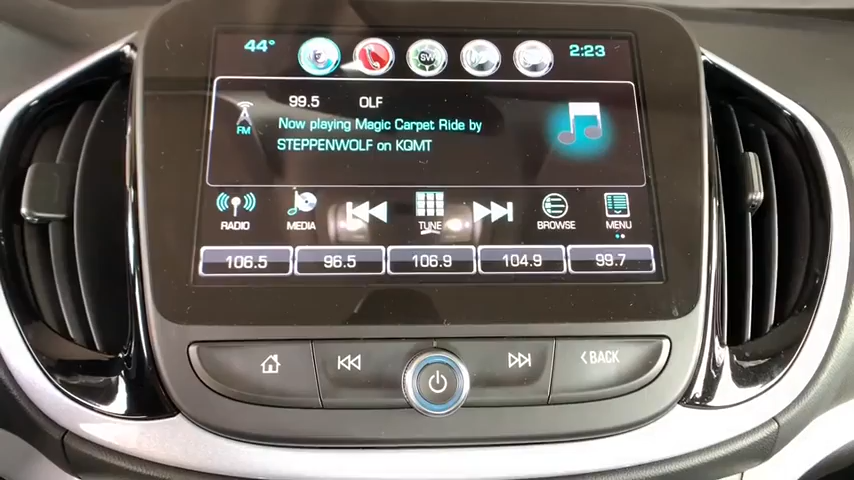 44° SW 2:23
99.5 OLF
FM
Now playing Magic Carpet Ride by
STEPPENWOLF on KQMT
RADIO MEDIA TUNE BROWSE MENU
106.5 96.5 106.9 104.9 99.7
BACK